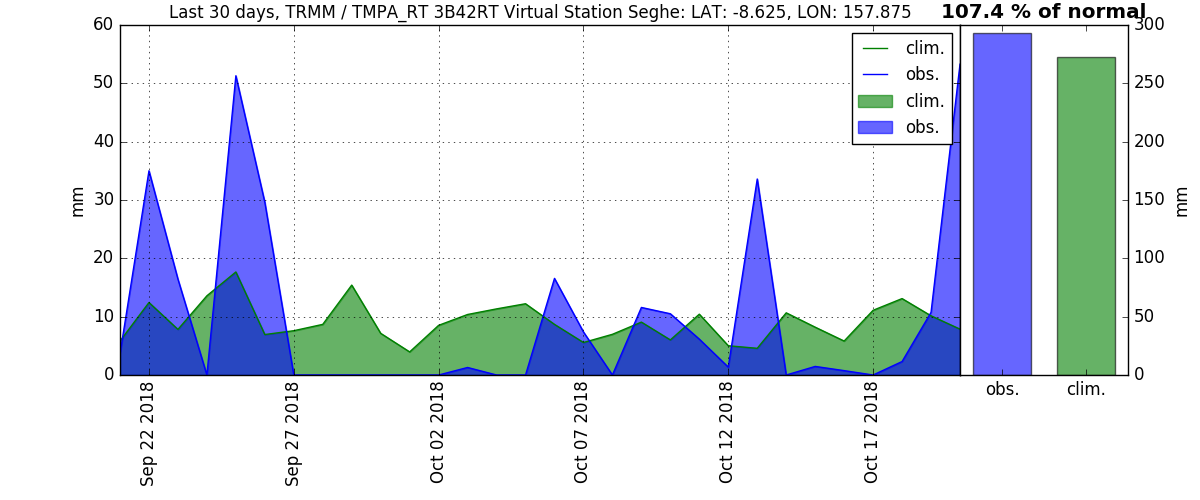 Last 30 days, TRMM / TMPA_RT 3B42RT Virtual Station Seghe: LAT: -8.625, LON: 157.875
107.4 % of normal
60
50
40
30
20
10
0
mm
clim.
obs.
clim.
obs.
300
250
200
150
100
50
0
mm
obs.
clim.
Sep 22 2018
Sep 27 2018
Oct 02 2018
Oct 07 2018
Oct 12 2018
Oct 17 2018